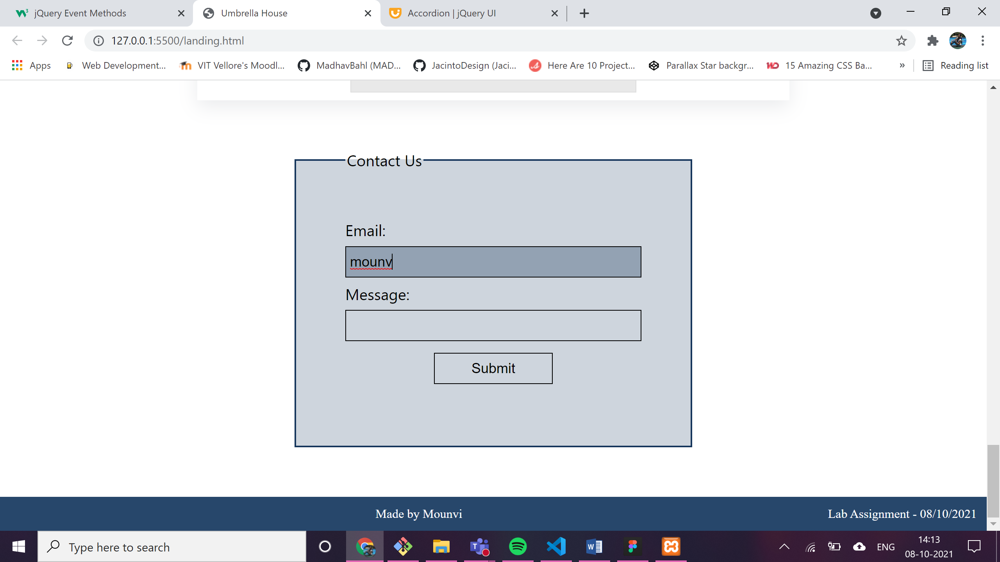 jQuery Event Methods
Umbrella House
Accordion | jQuery UI
127.0.0.1:5500/landing.html
Apps
Web Development...
VIT Vellore's Moodl...
MadhavBahl (MAD...
JacintoDesign (Jaci...
Here Are 10 Project...
Parallax Star backgr...
15 Amazing CSS Ba...
»
Reading list
Contact Us
Email:
mounv
Message:
Submit
Made by Mounvi
Lab Assignment - 08/10/2021
Type here to search
ENG
14:13
08-10-2021